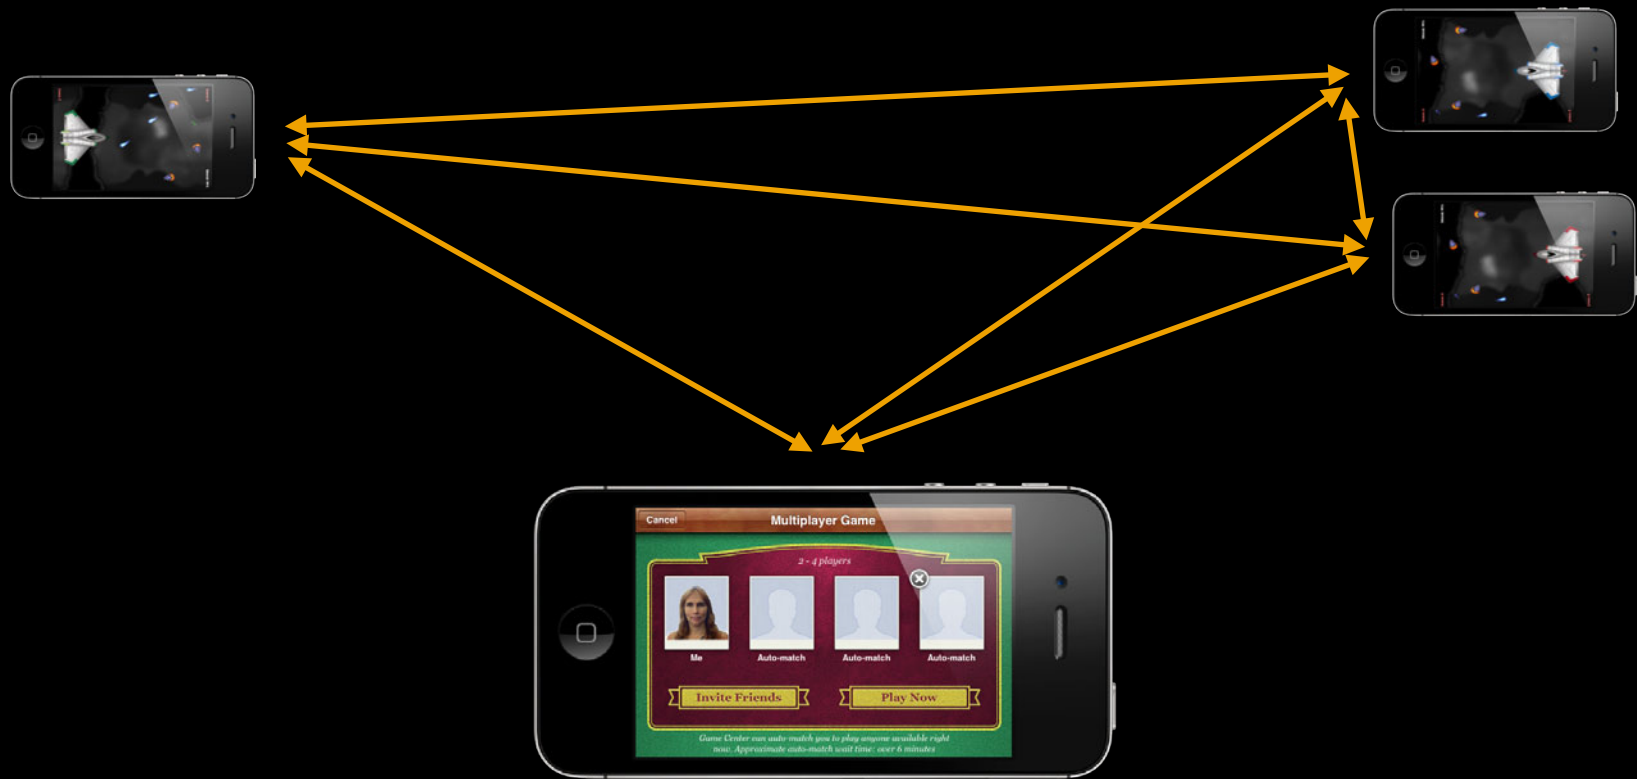 Cancel
Multiplayer Game
2 - 4 players
Me
Auto-match
Auto-match
Auto-match
Invite Friends
Play Now
Game Center can auto-match you to play anyone available right
now. Approximate auto-match wait time: over 6 minutes